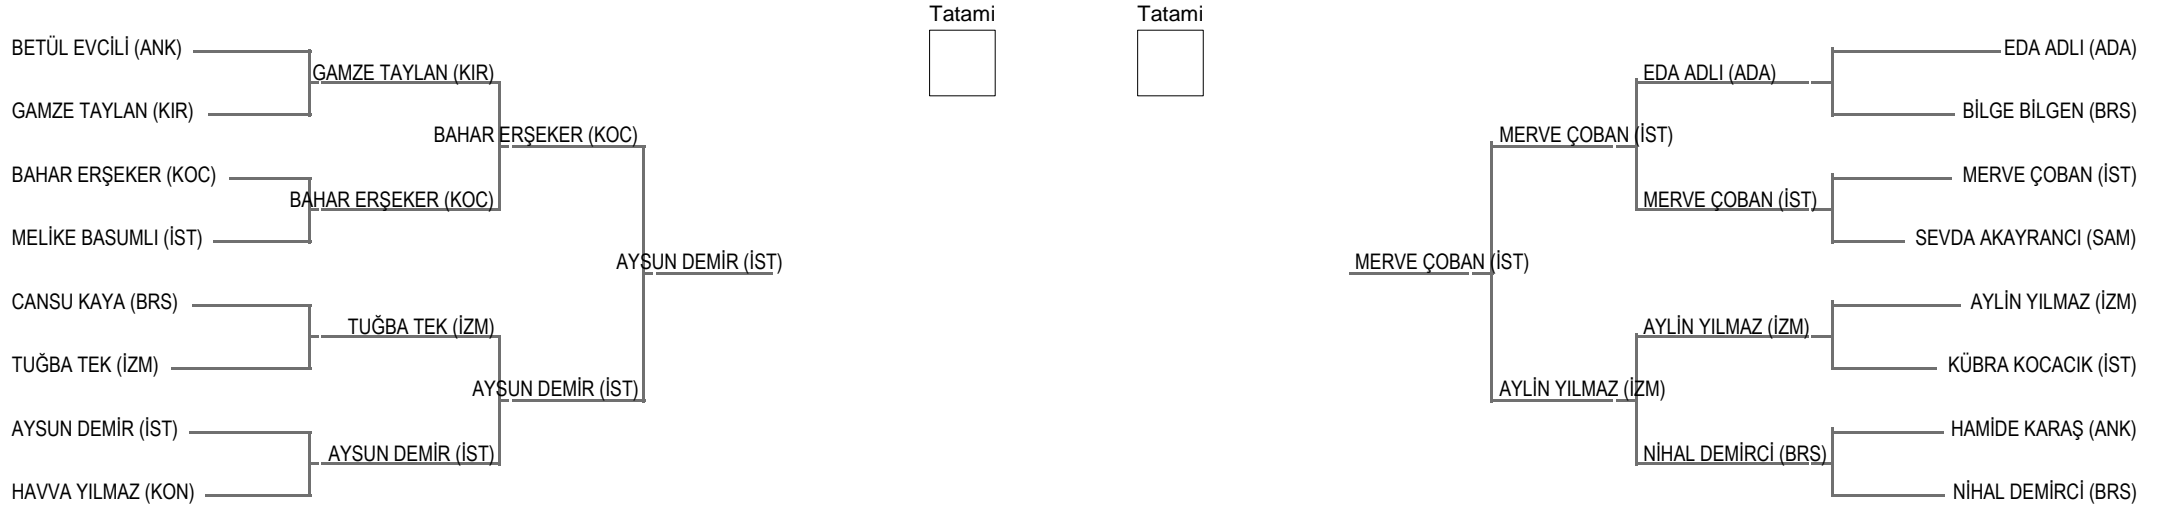 Tatami
Tatami
BETÜL EVCİLİ (ANK)
EDA ADLI (ADA)
GAMZE TAYLAN (KIR)
EDA ADLI (ADA)
GAMZE TAYLAN (KIR)
BİLGE BİLGEN (BRS)
BAHAR ERŞEKER (KOC)
MERVE ÇOBAN (İST)
BAHAR ERŞEKER (KOC)
MERVE ÇOBAN (İST)
BAHAR ERŞEKER (KOC)
MERVE ÇOBAN (İST)
MELİKE BASUMLI (İST)
SEVDA AKAYRANCI (SAM)
AYSUN DEMİR (İST)
MERVE ÇOBAN (İST)
CANSU KAYA (BRS)
AYLİN YILMAZ (İZM)
TUĞBA TEK (İZM)
AYLİN YILMAZ (İZM)
TUĞBA TEK (İZM)
KÜBRA KOCACIK (İST)
AYSUN DEMİR (İST)
AYLİN YILMAZ (İZM)
AYSUN DEMİR (İST)
HAMİDE KARAŞ (ANK)
AYSUN DEMİR (İST)
NİHAL DEMİRCİ (BRS)
HAVVA YILMAZ (KON)
NİHAL DEMİRCİ (BRS)